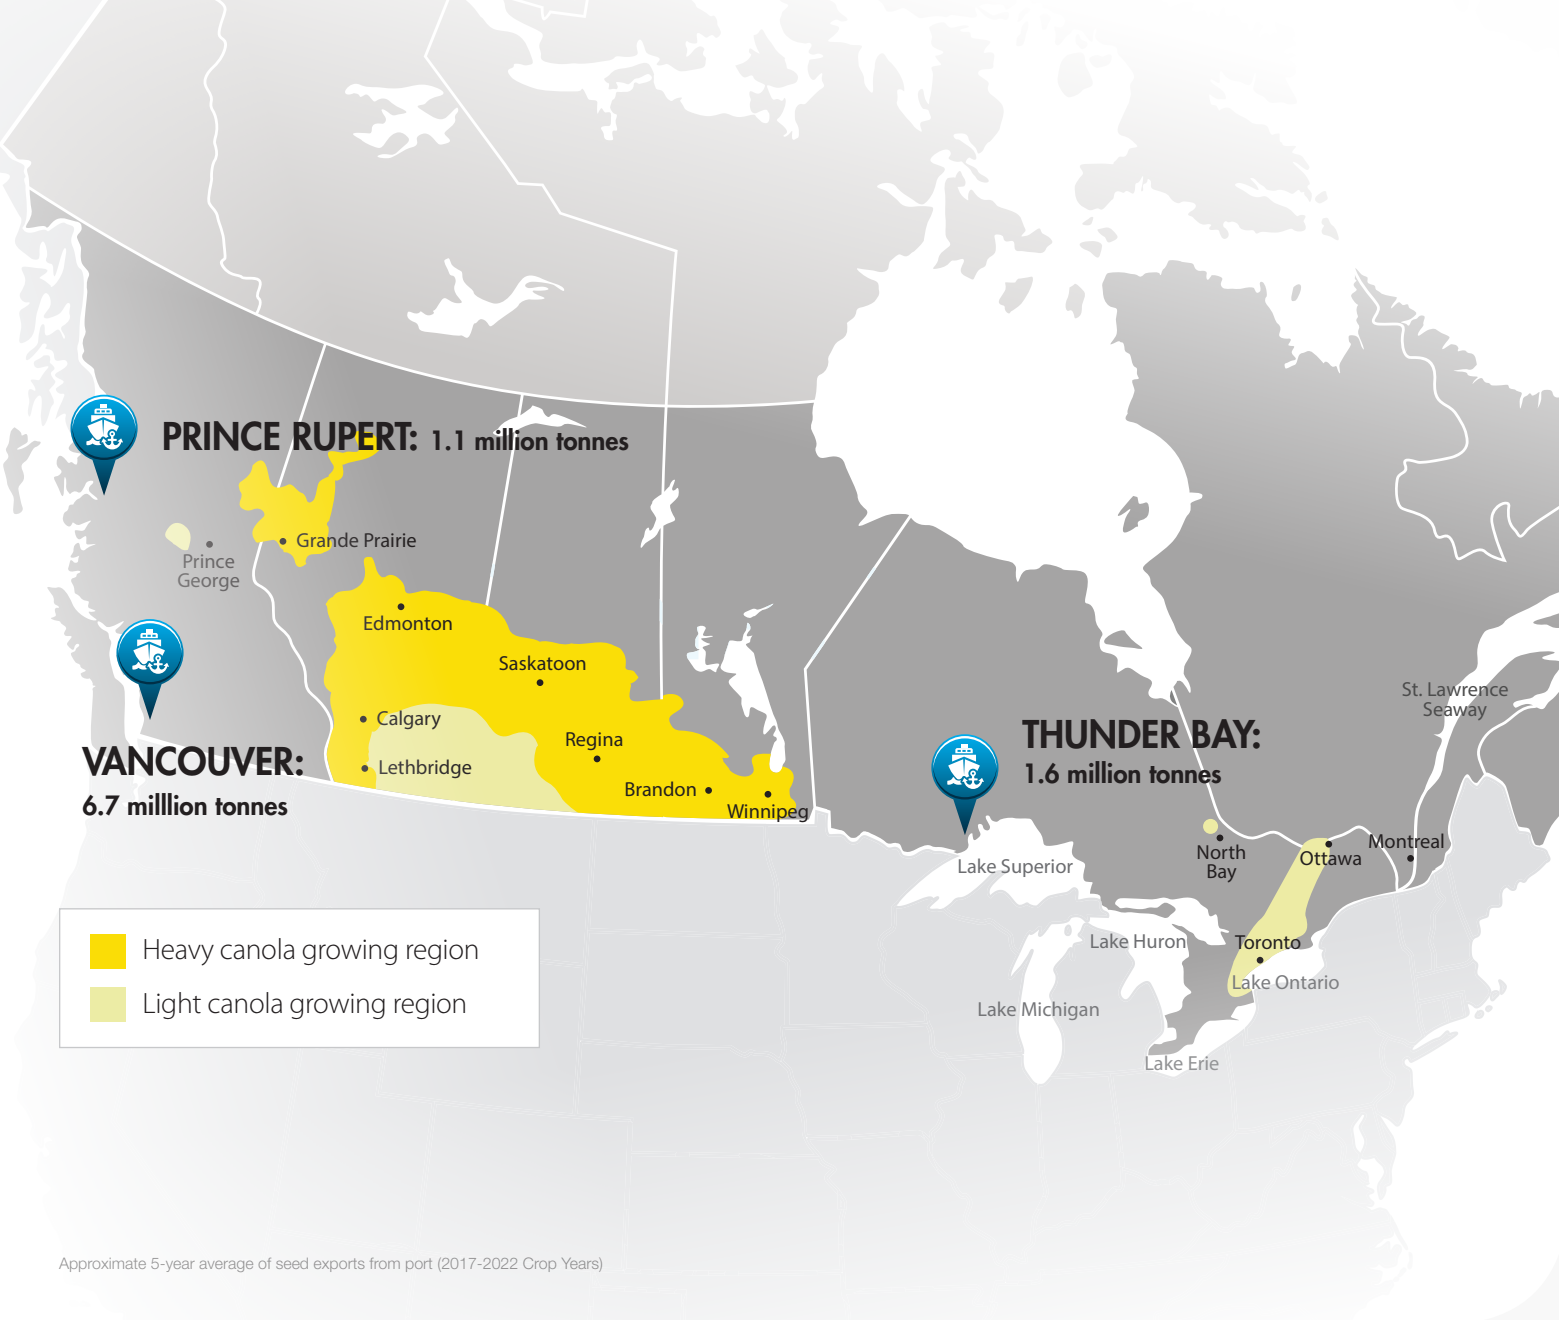 PRINCE RUPERT: 1.1 million tonnes
Grande Prairie
Prince
George
Edmonton
Saskatoon
Calgary
Regina
Lethbridge
Brandon
Winnipeg
VANCOUVER:
6.7 milllion tonnes
St. Lawrence
Seaway
THUNDER BAY:
1.6 million tonnes
Lake Superior
North
Bay
Ottawa
Montreal
Lake Huron
Toronto
Lake Ontario
Lake Michigan
Lake Erie
Heavy canola growing region
Light canola growing region
Approximate 5-year average of seed exports from port (2017-2022 Crop Years)